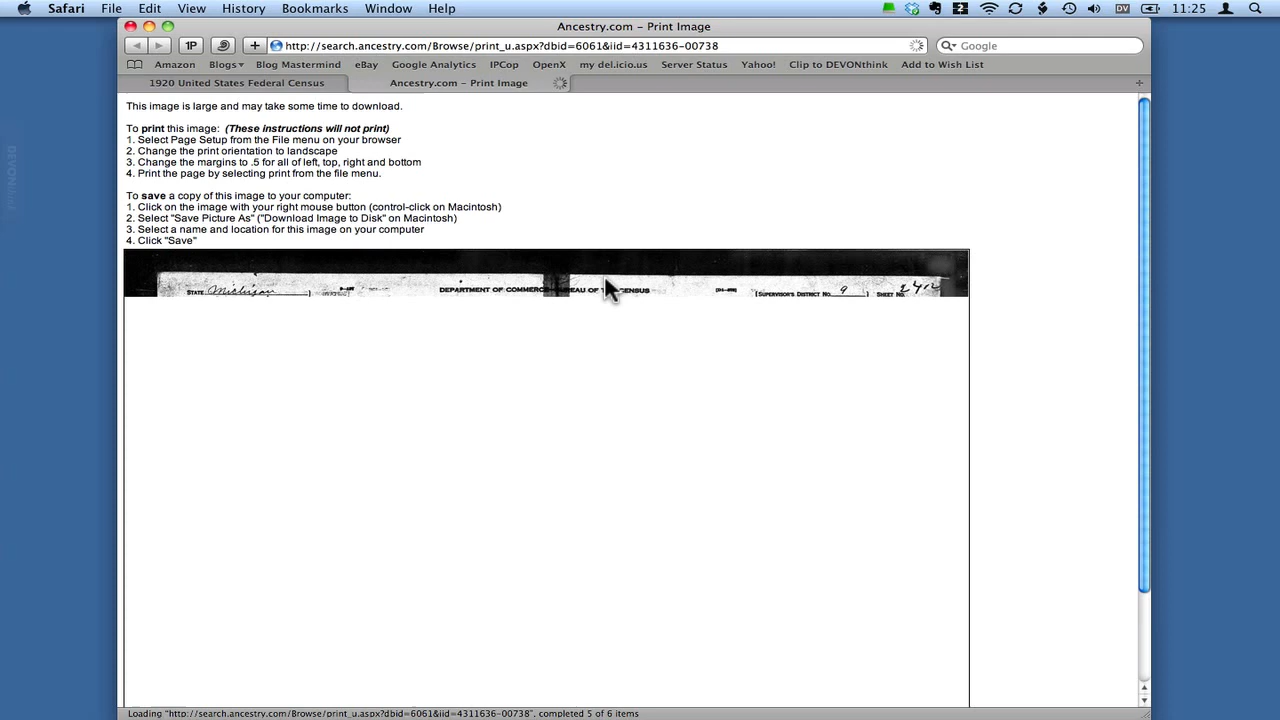 Safari File Edit View History Bookmarks Window Help 11:25
Ancestry.com – Print Image
1P + http://search.ancestry.com/Browse/print_u.aspx?dbid=6061&iid=4311636-00738 Google
Amazon Blogs▾ Blog Mastermind eBay Google Analytics IPCop OpenX my del.icio.us Server Status Yahoo! Clip to DEVONthink Add to Wish List
1920 United States Federal Census Ancestry.com – Print Image +
This image is large and may take some time to download.
To print this image: (These instructions will not print)
1. Select Page Setup from the File menu on your browser
2. Change the print orientation to landscape
3. Change the margins to .5 for all of left, top, right and bottom
4. Print the page by selecting print from the file menu.
To save a copy of this image to your computer:
1. Click on the image with your right mouse button (control-click on Macintosh)
2. Select "Save Picture As" ("Download Image to Disk" on Macintosh)
3. Select a name and location for this image on your computer
4. Click "Save"
STATE Michigan DEPARTMENT OF COMMERCE– OF CENSUS SUPERVISOR'S DISTRICT NO. 9 SHEET NO.
Loading "http://search.ancestry.com/Browse/print_u.aspx?dbid=6061&iid=4311636-00738", completed 5 of 6 items